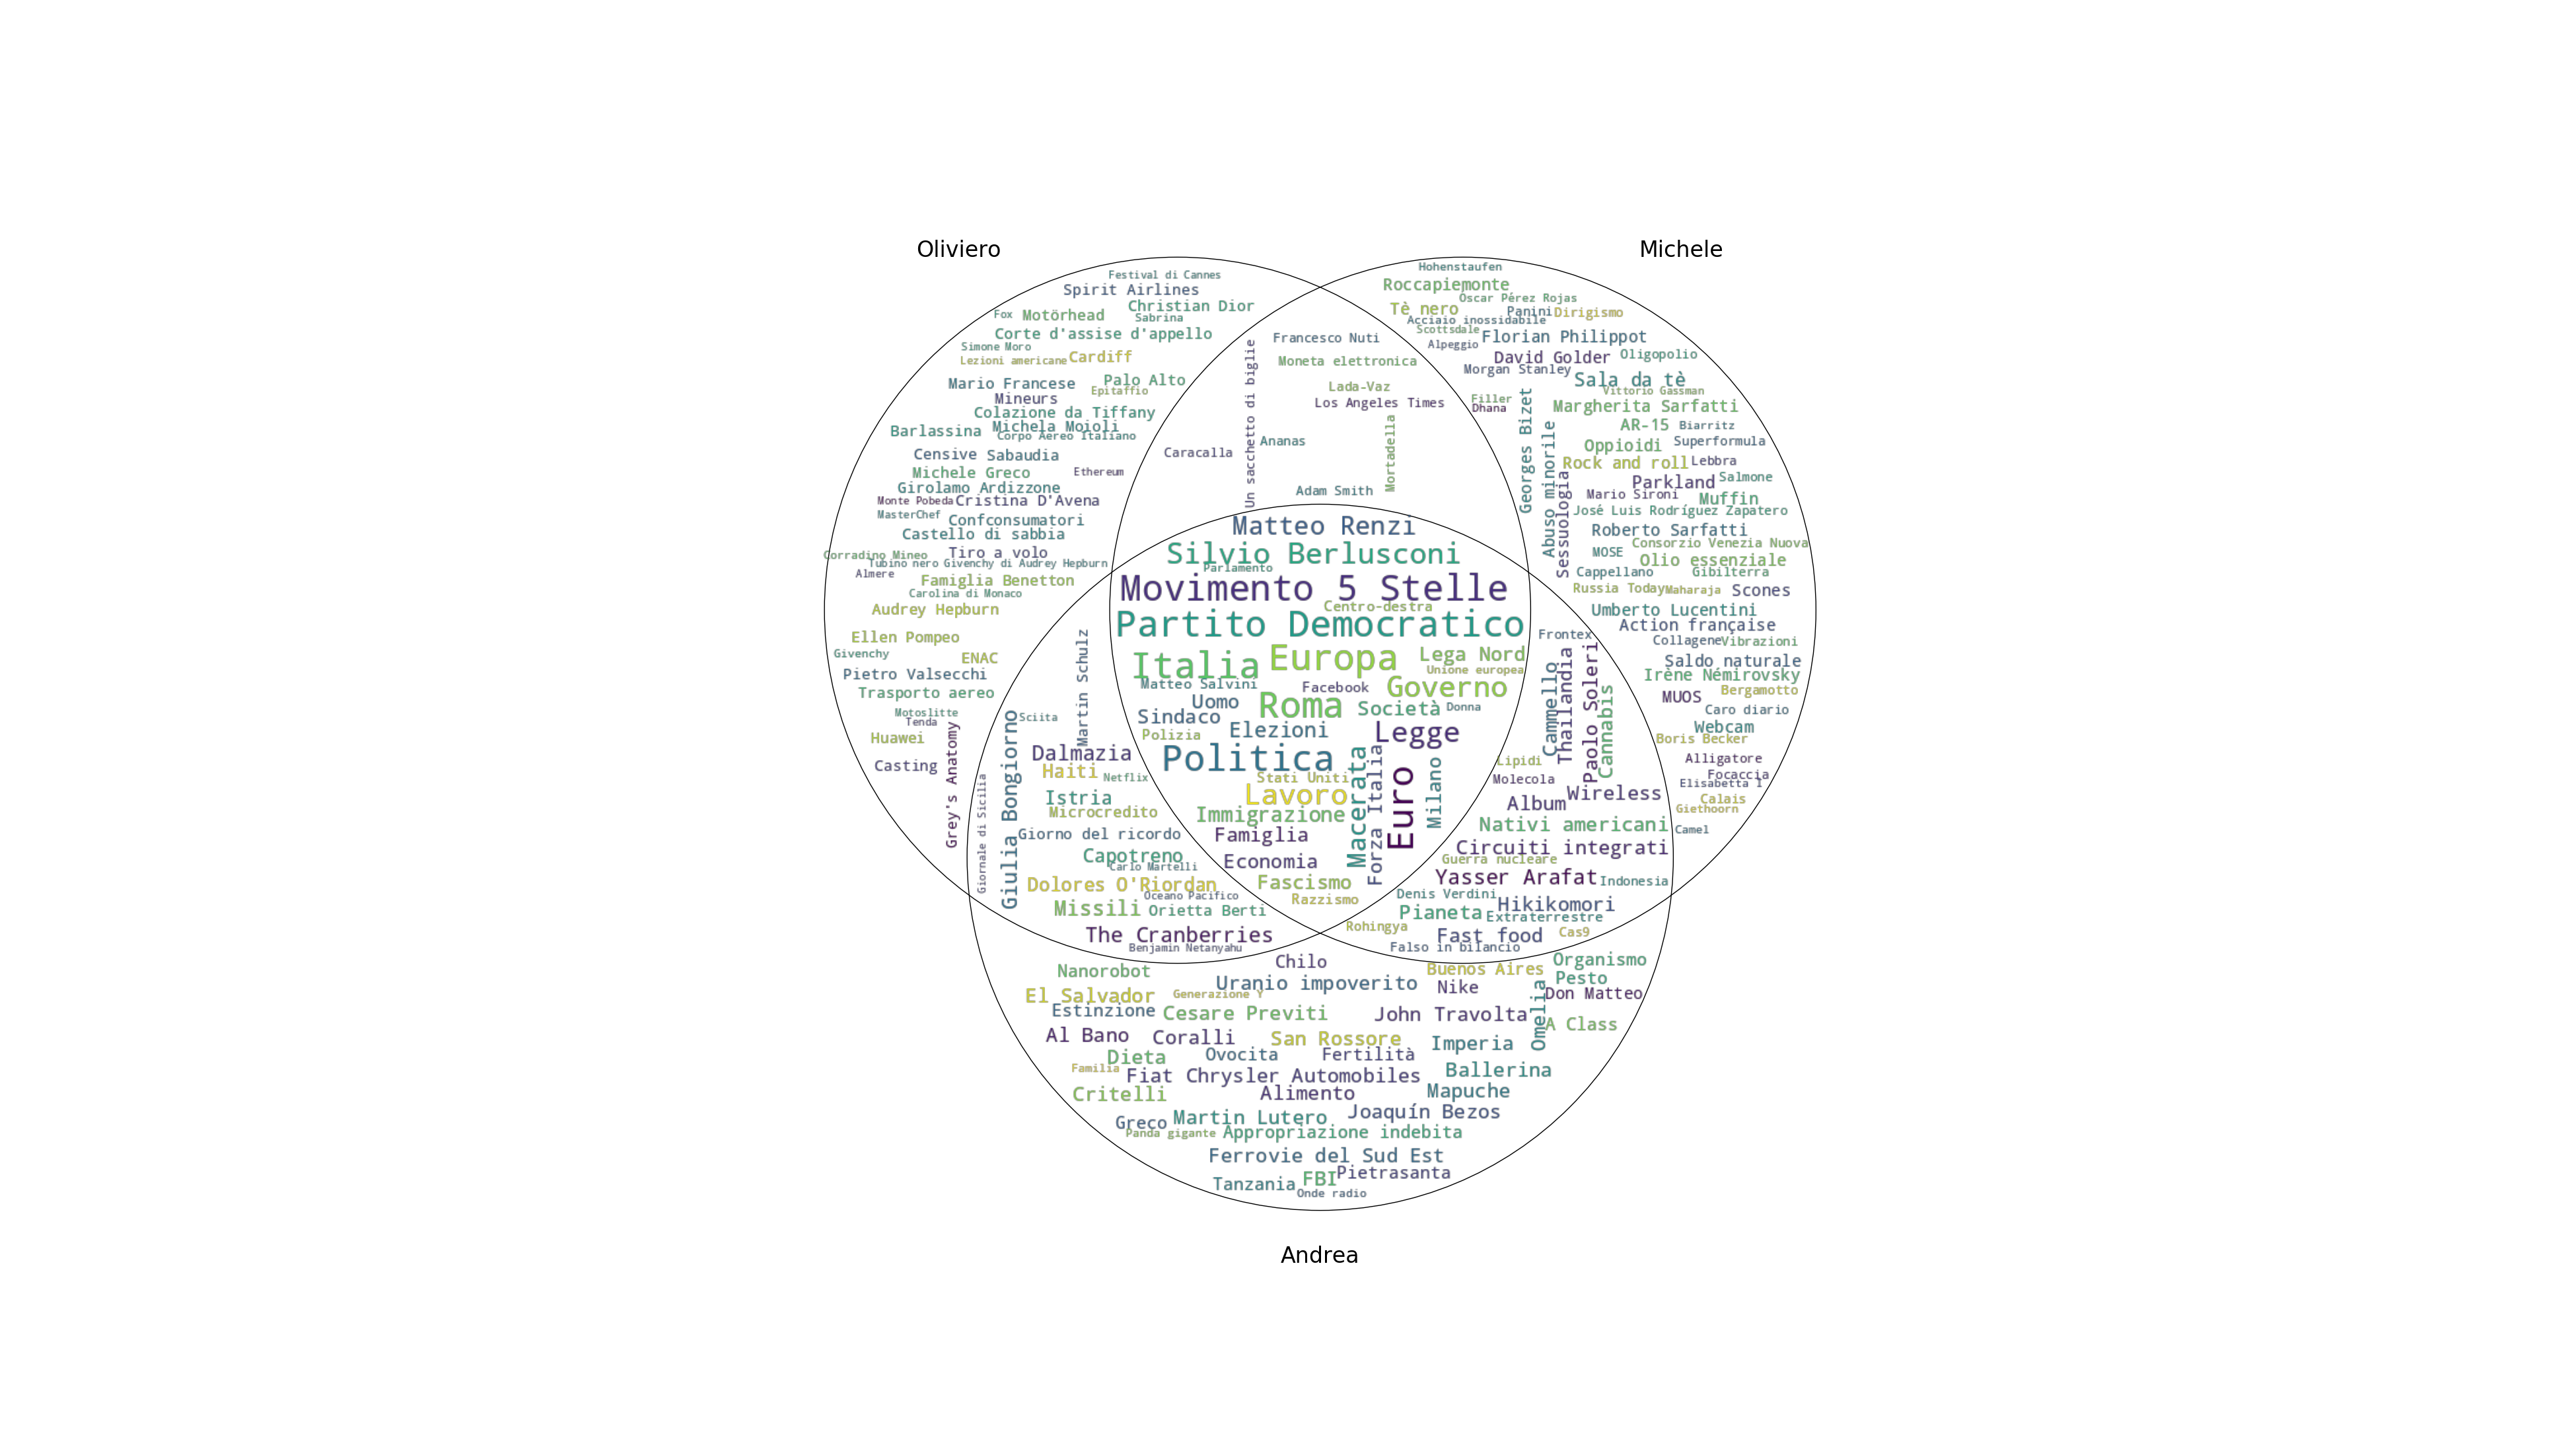 Oliviero
Michele
Festival di Cannes
Spirit Airlines
Christian Dior
Fox
Motörhead
Sabrina
Corte d'assise d'appello
Simone Moro
Lezioni americane
Cardiff
Mario Francese
Palo Alto
Epitaffio
Mineurs
Colazione da Tiffany
Michela Moioli
Barlassina
Corpo Aereo Italiano
Censive
Sabaudia
Michele Greco
Ethereum
Girolamo Ardizzone
Monte Pobeda
Cristina D'Avena
MasterChef
Confconsumatori
Castello di sabbia
Corradino Mineo
Tiro a volo
Tubino nero Givenchy di Audrey Hepburn
Almere
Famiglia Benetton
Carolina di Monaco
Audrey Hepburn
Ellen Pompeo
Givenchy
ENAC
Pietro Valsecchi
Trasporto aereo
Motoslitte
Tenda
Huawei
Casting
Grey's Anatomy
Francesco Nuti
Un sacchetto di biglie
Moneta elettronica
Lada-Vaz
Los Angeles Times
Mortadella
Ananas
Caracalla
Adam Smith
Hohenstaufen
Roccapiemonte
Óscar Pérez Rojas
Tè nero
Panini
Dirigismo
Acciaio inossidabile
Scottsdale
Florian Philippot
Alpeggio
David Golder
Oligopolio
Morgan Stanley
Sala da tè
Vittorio Gassman
Filler
Dhana
Georges Bizet
Margherita Sarfatti
AR-15
Biarritz
Abuso minorile
Superformula
Oppioidi
Rock and roll
Lebbra
Sessuologia
Parkland
Salmone
Mario Sironi
Muffin
José Luis Rodríguez Zapatero
Roberto Sarfatti
Consorzio Venezia Nuova
MOSE
Olio essenziale
Cappellano
Gibilterra
Russia Today
Maharaja
Scones
Umberto Lucentini
Action française
Collagene
Vibrazioni
Saldo naturale
Irène Némirovsky
MUOS
Bergamotto
Caro diario
Webcam
Boris Becker
Alligatore
Focaccia
Elisabetta I
Calais
Giethoorn
Camel
Matteo Renzi
Silvio Berlusconi
Parlamento
Movimento 5 Stelle
Centro-destra
Partito Democratico
Italia
Europa
Lega Nord
Unione europea
Matteo Salvini
Facebook
Governo
Uomo
Roma
Società
Donna
Sindaco
Elezioni
Polizia
Legge
Politica
Stati Uniti
Macerata
Forza Italia
Euro
Milano
Lavoro
Immigrazione
Famiglia
Economia
Fascismo
Razzismo
Martin Schulz
Giulia Bongiorno
Sciita
Dalmazia
Haiti
Netflix
Giornale di Sicilia
Istria
Microcredito
Giorno del ricordo
Capotreno
Carlo Martelli
Dolores O'Riordan
Oceano Pacifico
Missili
Orietta Berti
The Cranberries
Benjamin Netanyahu
Frontex
Cammello
Thailandia
Paolo Soleri
Cannabis
Lipidi
Molecola
Wireless
Album
Nativi americani
Circuiti integrati
Guerra nucleare
Yasser Arafat
Indonesia
Denis Verdini
Hikikomori
Pianeta
Extraterrestre
Rohingya
Fast food
Cas9
Falso in bilancio
Chilo
Organismo
Nanorobot
Buenos Aires
Pesto
Uranio impoverito
Nike
El Salvador
Generazione Y
Don Matteo
Estinzione
Cesare Previti
John Travolta
Omelia
A Class
Al Bano
Coralli
San Rossore
Imperia
Dieta
Ovocita
Fertilità
Familia
Fiat Chrysler Automobiles
Ballerina
Critelli
Alimento
Mapuche
Greco
Martin Lutero
Joaquín Bezos
Panda gigante
Appropriazione indebita
Ferrovie del Sud Est
Tanzania
FBI
Pietrasanta
Onde radio
Andrea